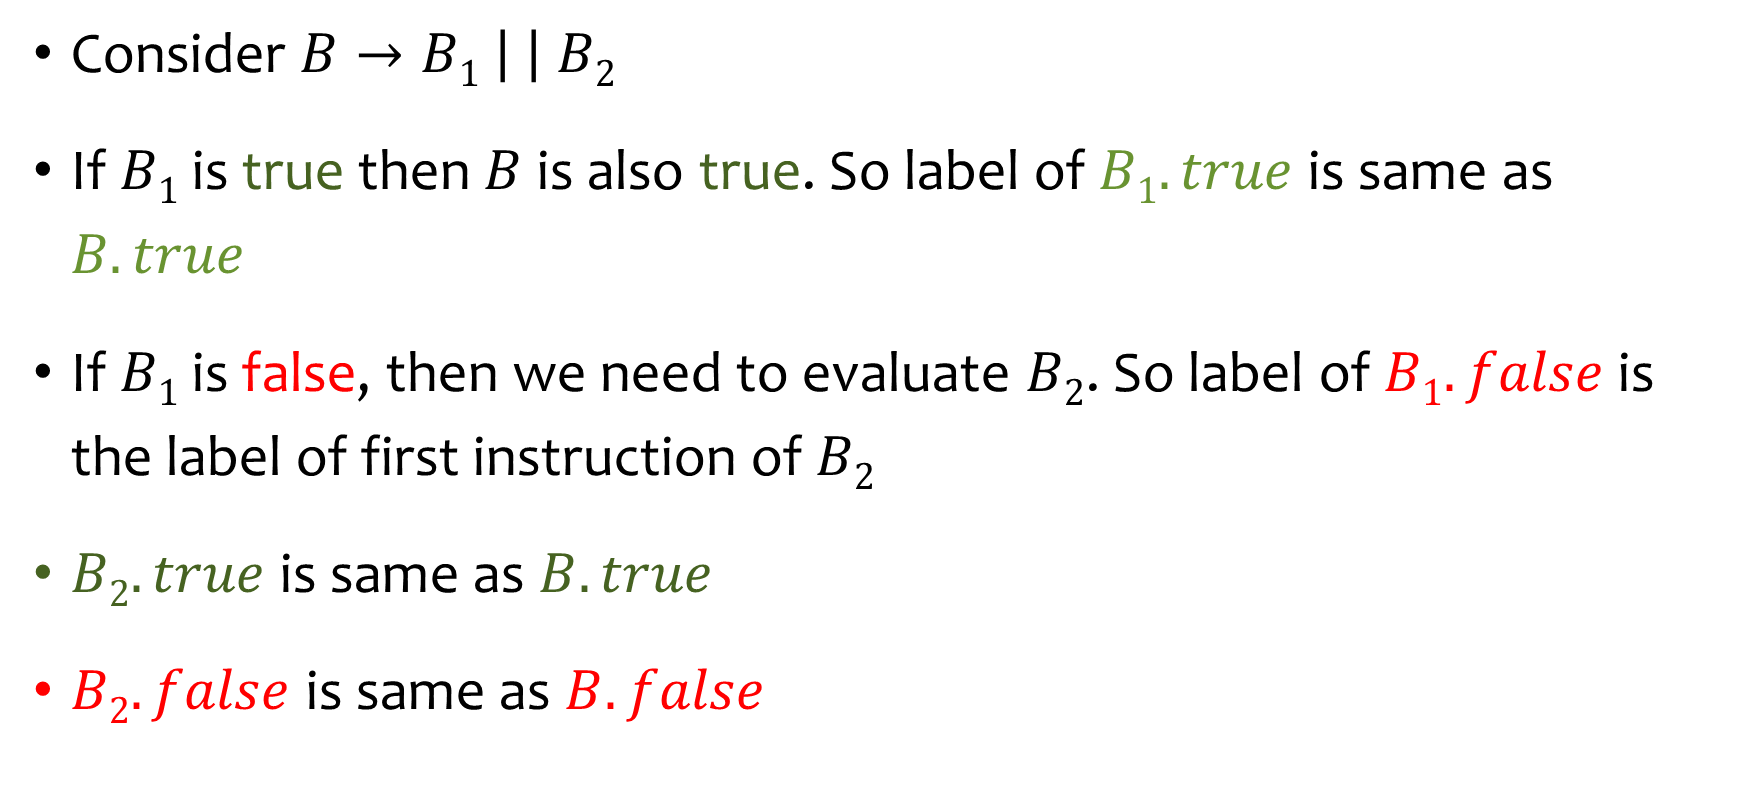 • Consider B → B₁ || B₂
• If B₁ is true then B is also true. So label of B₁.true is same as
B.true
• If B₁ is false, then we need to evaluate B₂. So label of B₁.false is
the label of first instruction of B₂
• B₂.true is same as B.true
• B₂.false is same as B.false